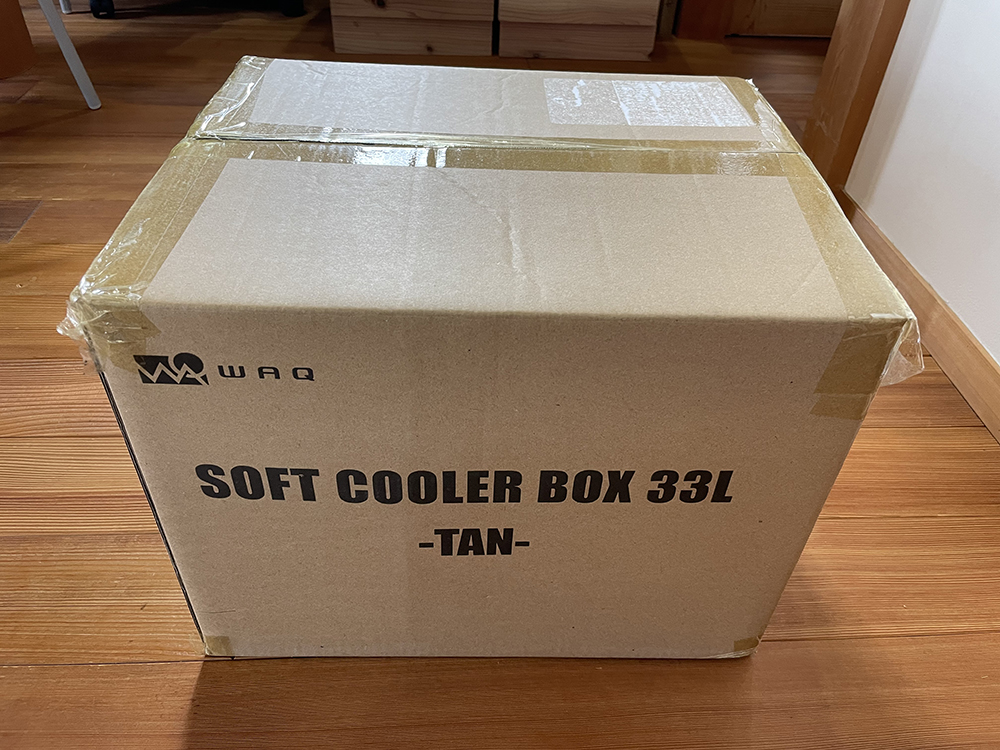 WAQ
SOFT COOLER BOX 33L
-TAN-